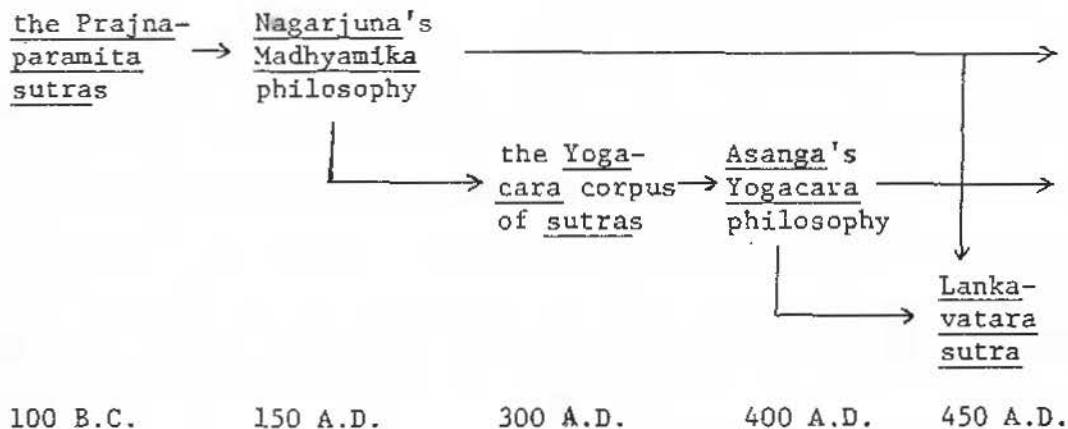 the Prajna-
paramita
sutras
Nagarjuna's
Madhyamika
philosophy
the Yoga-
cara corpus
of sutras
Asanga's
Yogacara
philosophy
Lanka-
vatara
sutra
100 B.C.
150 A.D.
300 A.D.
400 A.D.
450 A.D.